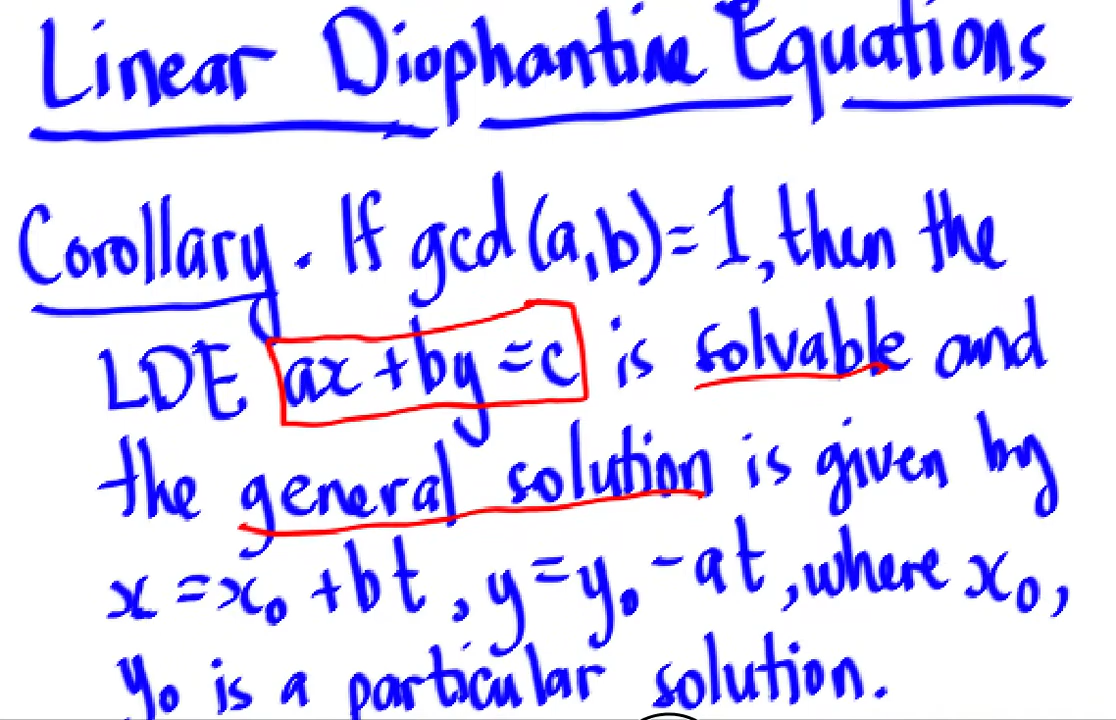 Linear Diophantine Equations
Corollary. If gcd(a,b)=1, then the
LDE ax+by=c is solvable and
the general solution is given by
x=x₀+bt, y=y₀-at, where x₀,
y₀ is a particular solution.